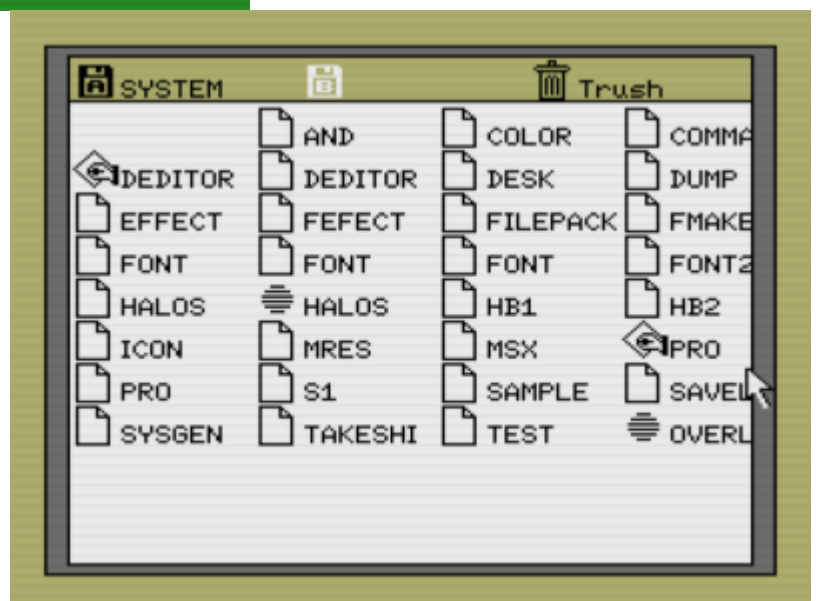 A SYSTEM B Trush
AND COLOR COMMA
DEDITOR DEDITOR DESK DUMP
EFFECT FEFECT FILEPACK FMAKE
FONT FONT FONT FONT2
HALOS HALOS HB1 HB2
ICON MRES MSX PRO
PRO S1 SAMPLE SAVEL
SYSGEN TAKESHI TEST OVERL